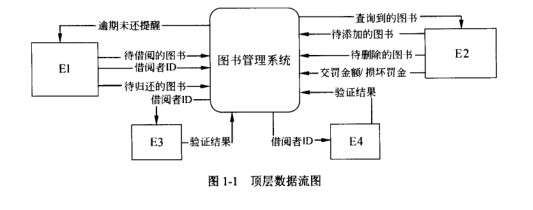 逾期未还提醒
查询到的图书
待添加的图书
E1
待借阅的图书
借阅者ID
图书管理系统
待删除的图书
E2
待归还的图书
交罚金额/损坏罚金
借阅者ID
验证结果
E3
验证结果
借阅者ID
E4
图 1-1 顶层数据流图